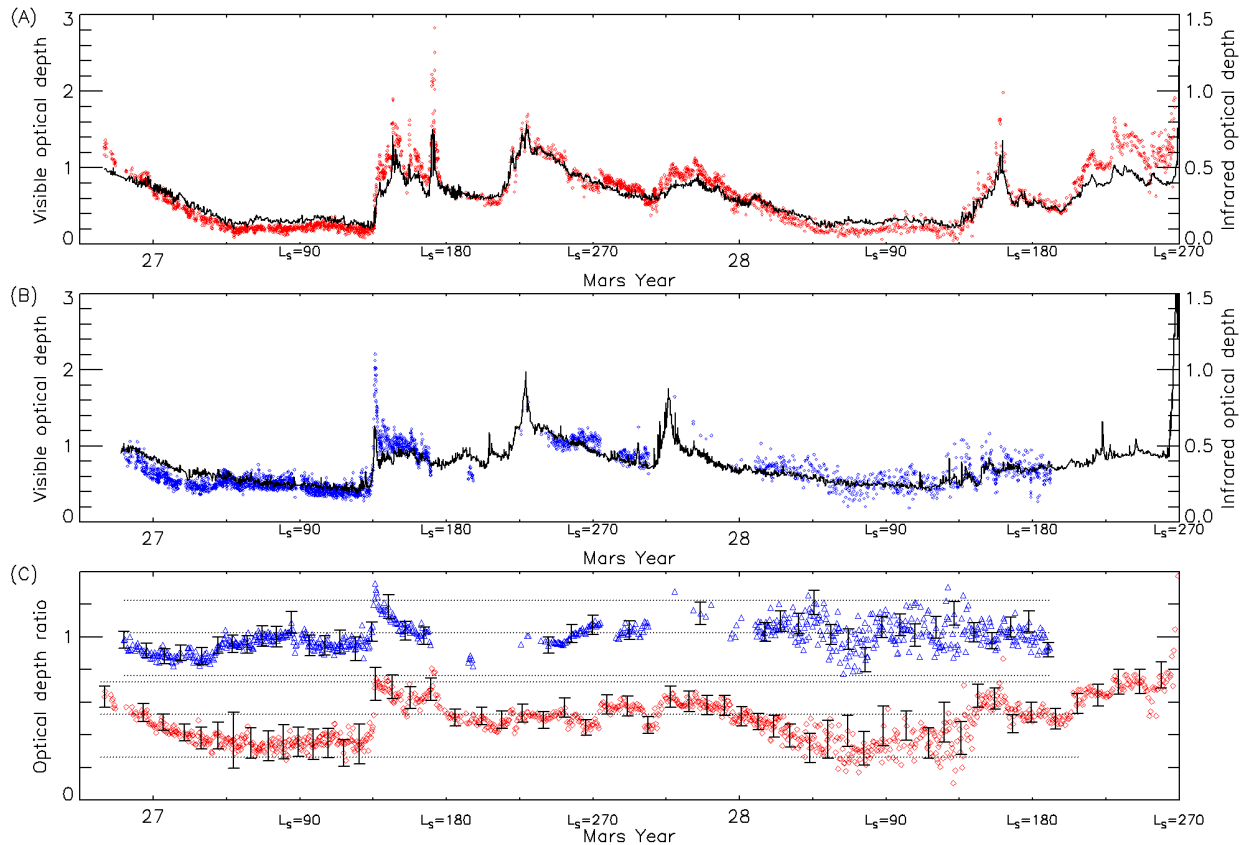 (A)
3
2
1
0
Visible optical depth
1.5
1.0
0.5
0.0
Infrared optical depth
27
Ls=90
Ls=180
Ls=270
28
Ls=90
Ls=180
Ls=270
Mars Year
(B)
3
2
1
0
Visible optical depth
1.5
1.0
0.5
0.0
Infrared optical depth
27
Ls=90
Ls=180
Ls=270
28
Ls=90
Ls=180
Ls=270
Mars Year
(C)
1
0
Optical depth ratio
27
Ls=90
Ls=180
Ls=270
28
Ls=90
Ls=180
Ls=270
Mars Year